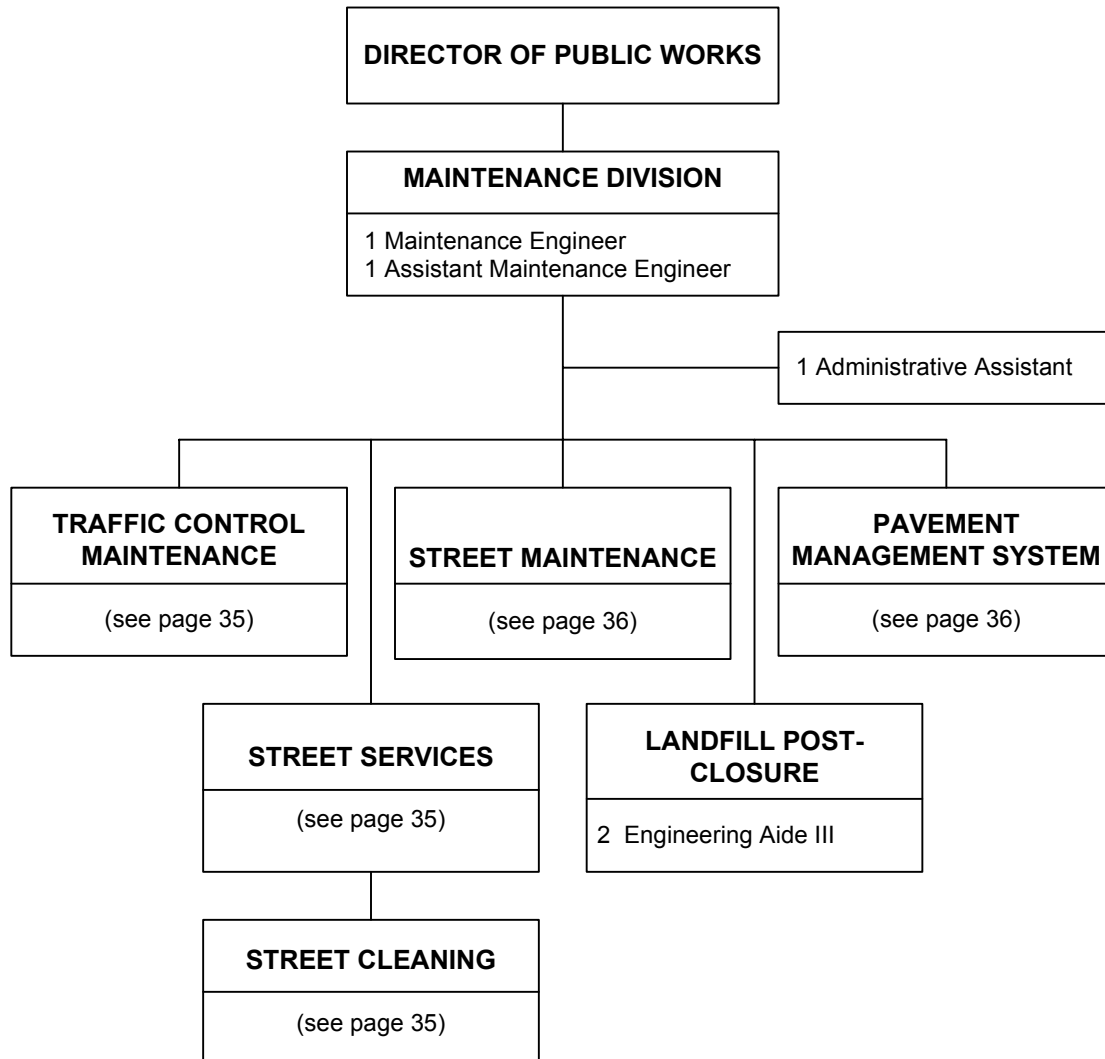 DIRECTOR OF PUBLIC WORKS
MAINTENANCE DIVISION
1 Maintenance Engineer
1 Assistant Maintenance Engineer
1 Administrative Assistant
TRAFFIC CONTROL
MAINTENANCE
(see page 35)
STREET MAINTENANCE
(see page 36)
PAVEMENT
MANAGEMENT SYSTEM
(see page 36)
STREET SERVICES
(see page 35)
LANDFILL POST-
CLOSURE
2 Engineering Aide III
STREET CLEANING
(see page 35)